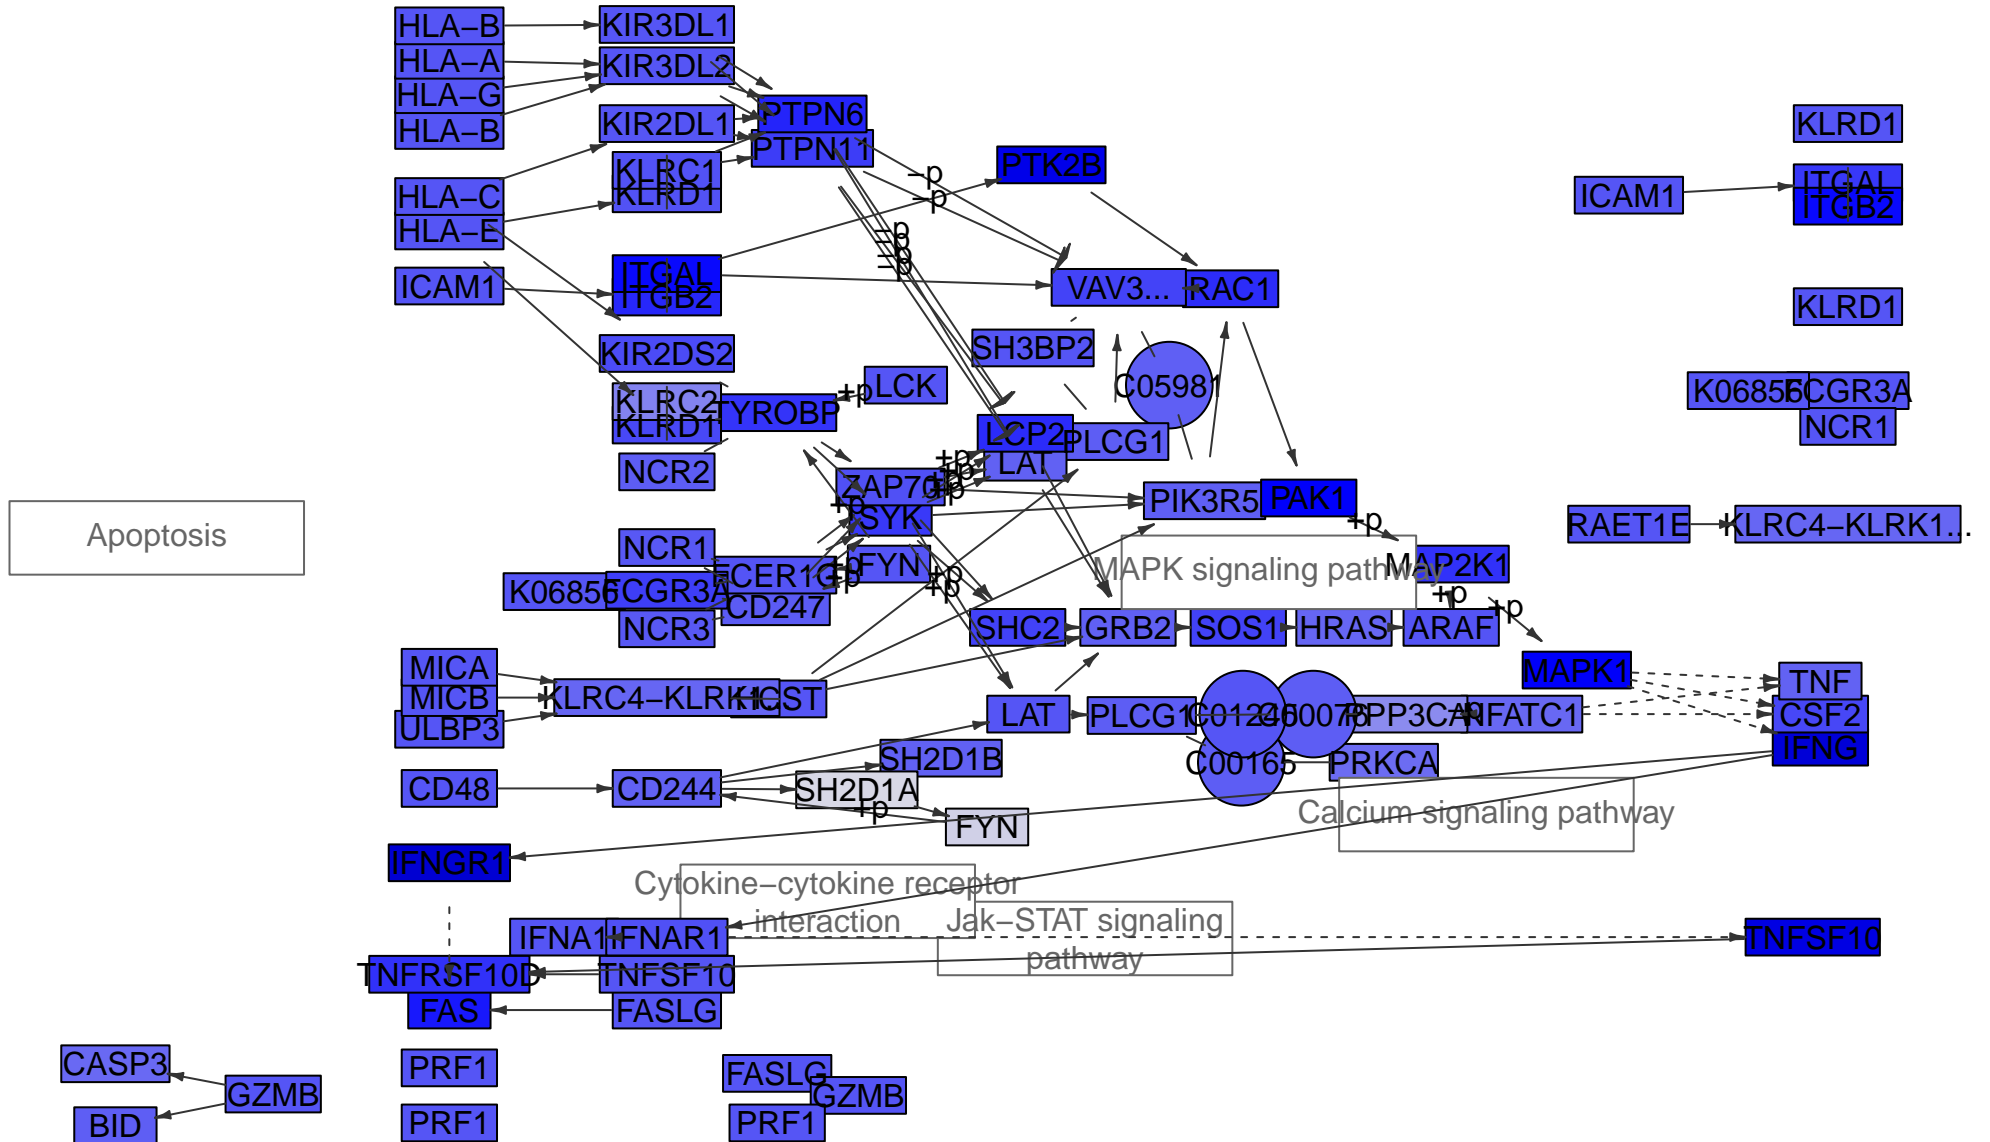 HLA−B
KIR3DL1
HLA−A
KIR3DL2
HLA−G
HLA−B
PTPN6
KIR2DL1
PTPN11
KLRD1
PTK2B
KLRC1
KLRD1
−p
−p
HLA−C
HLA−E
ITGAL
ITGB2
ICAM1
−p
−p
−p
−p
ICAM1
ITGAL
ITGB2
VAV3...
RAC1
KLRD1
SH3BP2
KIR2DS2
C05981
LCK
+p
KLRC2
KLRD1
TYROBP
K06856
FCGR3A
NCR1
LCP2
LAT
PLCG1
NCR2
+p
+p
+p
+p
ZAP70
SYK
+p
PIK3R5
PAK1
+p
RAET1E
KLRC4−KLRK1...
Apoptosis
NCR1
FCER1G
FYN
+p
+p
+p
+p
MAPK signaling pathway
MAP2K1
K06856
FCGR3A
CD247
NCR3
+p
+p
SHC2
GRB2
SOS1
HRAS
ARAF
MICA
MICB
ULBP3
KLRC4−KLRK1...
HCST
MAPK1
TNF
CSF2
IFNG
LAT
PLCG1
C01245
C00076
PPP3CA
−p
NFATC1
SH2D1B
C00165
PRKCA
CD48
CD244
SH2D1A
+p
FYN
Calcium signaling pathway
IFNGR1
Cytokine−cytokine receptor
interaction
Jak−STAT signaling
pathway
IFNA1
IFNAR1
TNFSF10
TNFRSF10D
TNFSF10
FAS
FASLG
CASP3
PRF1
FASLG
GZMB
GZMB
BID
PRF1
PRF1